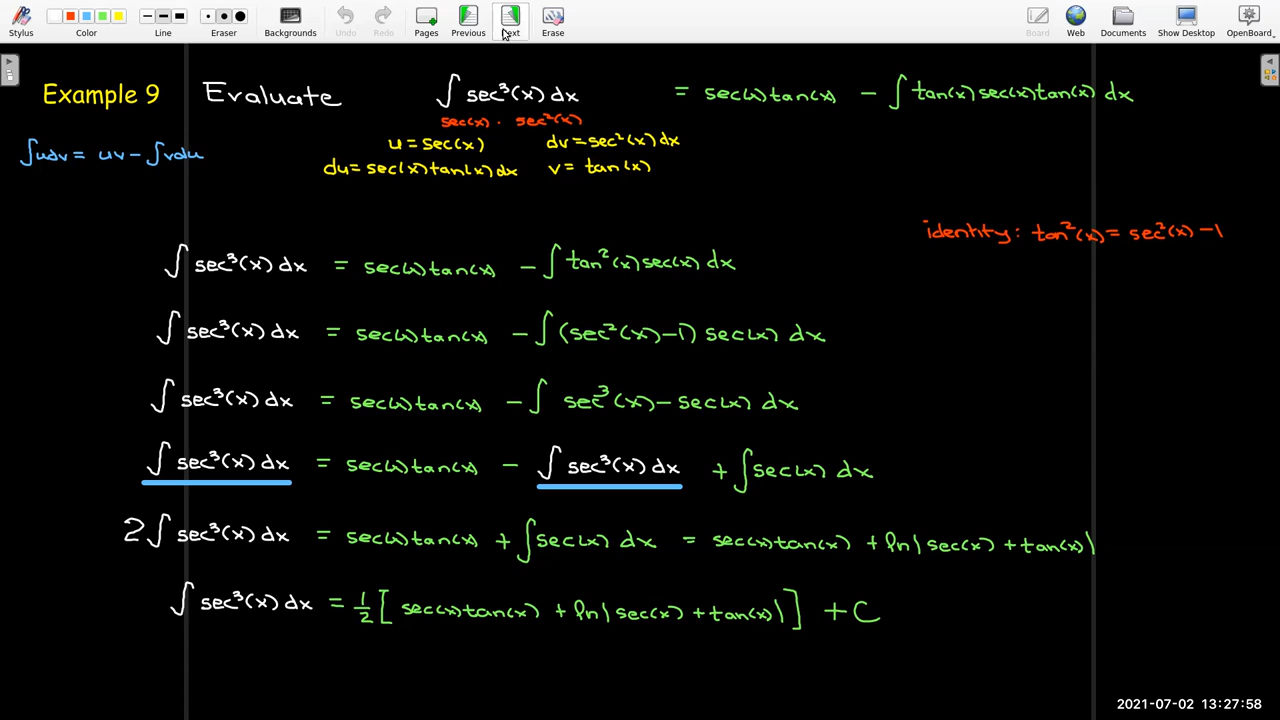 Stylus Color Line Eraser Backgrounds Undo Redo Pages Previous Next Erase Board Web Documents Show Desktop OpenBoard
Example 9 Evaluate ∫ sec³(x) dx = sec(x)tan(x) − ∫ tan(x) sec(x)tan(x) dx
sec(x) · sec²(x)
∫udv = uv − ∫vdu
u = sec(x) dv = sec²(x) dx
du = sec(x)tan(x) dx v = tan(x)
identity: tan²(x) = sec²(x) − 1
∫ sec³(x) dx = sec(x)tan(x) − ∫ tan²(x) sec(x) dx
∫ sec³(x) dx = sec(x)tan(x) − ∫ (sec²(x) − 1) sec(x) dx
∫ sec³(x) dx = sec(x)tan(x) − ∫ sec³(x) − sec(x) dx
∫ sec³(x) dx = sec(x)tan(x) − ∫ sec³(x) dx + ∫ sec(x) dx
2 ∫ sec³(x) dx = sec(x)tan(x) + ∫ sec(x) dx = sec(x)tan(x) + ln|sec(x) + tan(x)|
∫ sec³(x) dx = ½ [ sec(x)tan(x) + ln|sec(x) + tan(x)| ] + C
2021-07-02 13:27:58